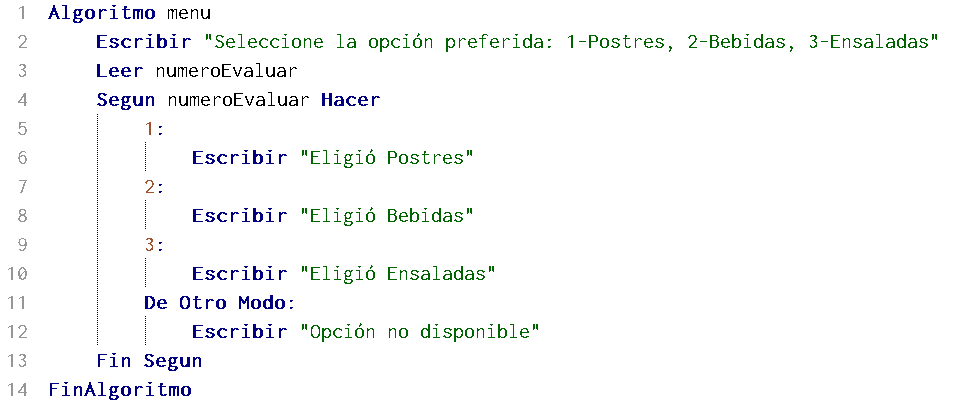 1 Algoritmo menu
2 Escribir "Seleccione la opción preferida: 1-Postres, 2-Bebidas, 3-Ensaladas"
3 Leer numeroEvaluar
4 Segun numeroEvaluar Hacer
5 1:
6 Escribir "Eligió Postres"
7 2:
8 Escribir "Eligió Bebidas"
9 3:
10 Escribir "Eligió Ensaladas"
11 De Otro Modo:
12 Escribir "Opción no disponible"
13 Fin Segun
14 FinAlgoritmo